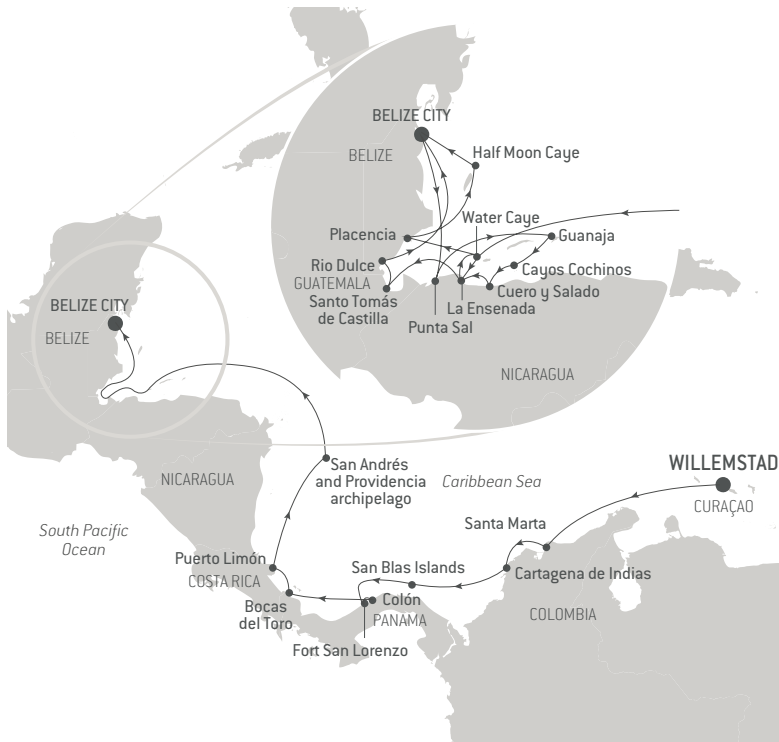 BELIZE CITY
BELIZE
Half Moon Caye
Water Caye
Placencia
Guanaja
Rio Dulce
Cayos Cochinos
GUATEMALA
Cuero y Salado
Santo Tomás
de Castilla
La Ensenada
Punta Sal
NICARAGUA
BELIZE CITY
BELIZE
NICARAGUA
San Andrés
and Providencia
archipelago
Caribbean Sea
WILLEMSTAD
CURAÇAO
South Pacific
Ocean
Santa Marta
Puerto Limón
COSTA RICA
San Blas Islands
Cartagena de Indias
Bocas
del Toro
Colón
PANAMA
COLOMBIA
Fort San Lorenzo